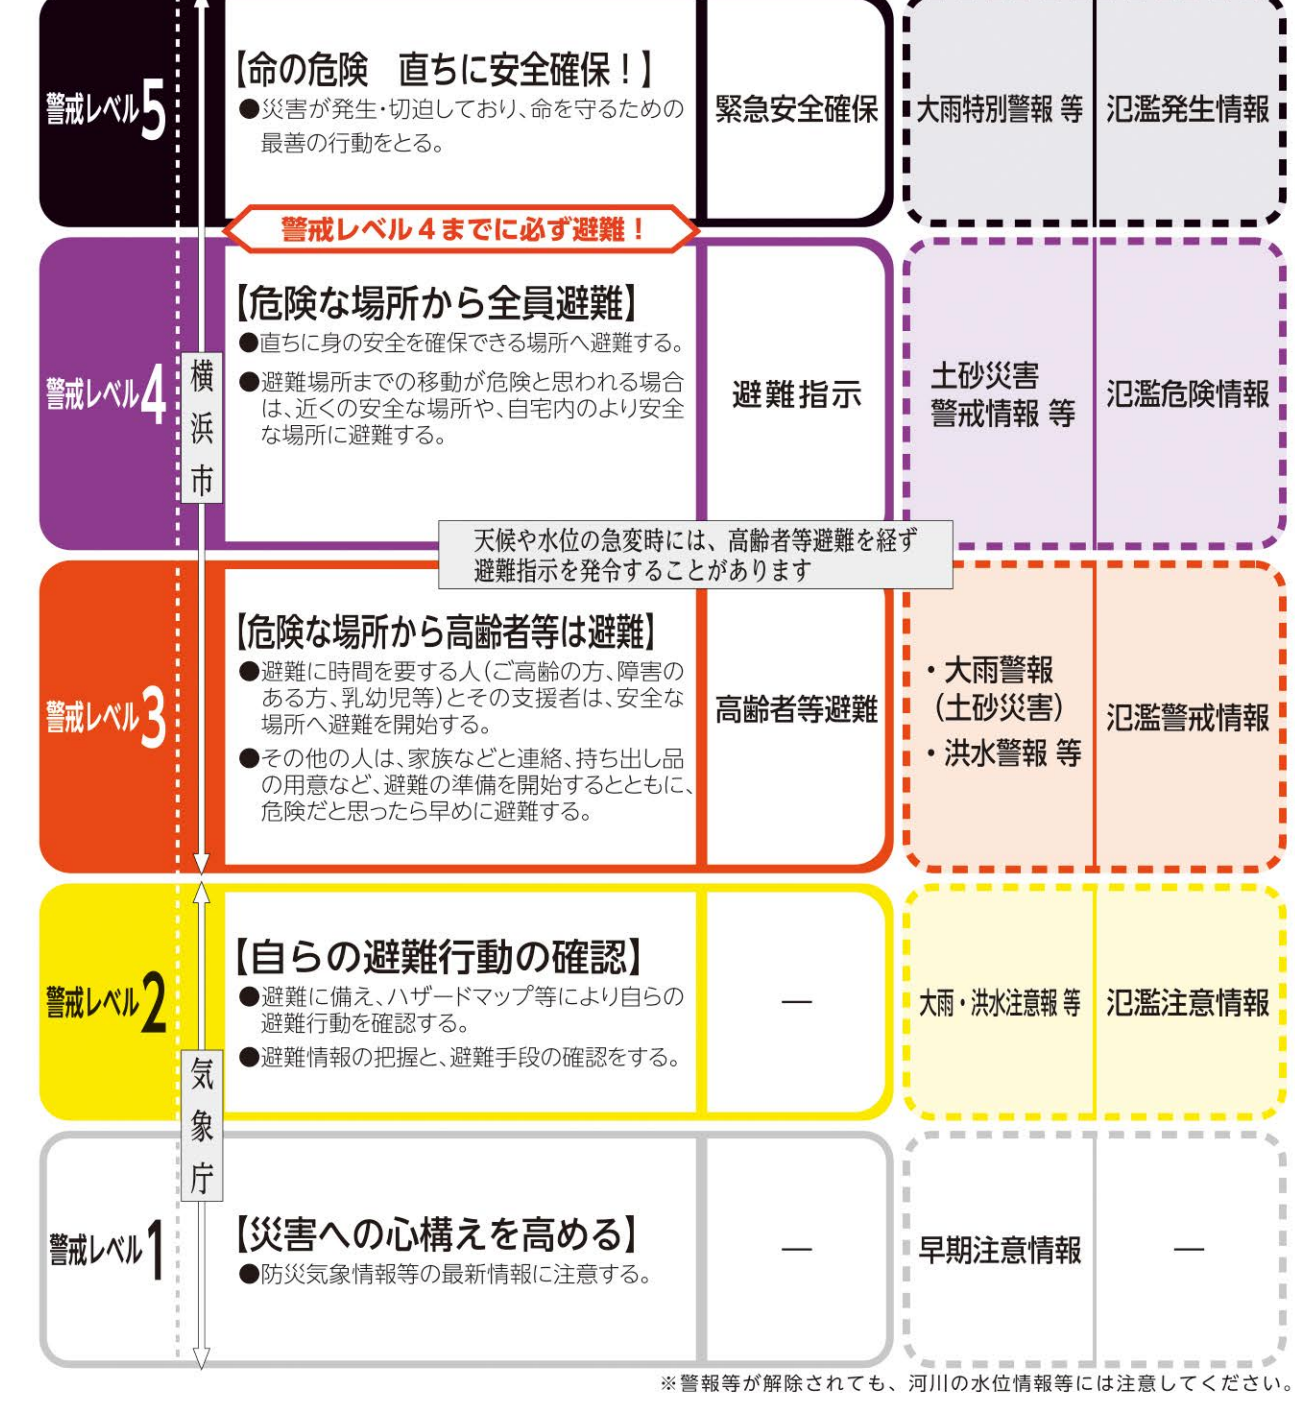 警戒レベル5
【命の危険　直ちに安全確保！】
●災害が発生・切迫しており、命を守るための
最善の行動をとる。
緊急安全確保
大雨特別警報 等
氾濫発生情報
警戒レベル４までに必ず避難！
警戒レベル4
横浜市
【危険な場所から全員避難】
●直ちに身の安全を確保できる場所へ避難する。
●避難場所までの移動が危険と思われる場合
は、近くの安全な場所や、自宅内のより安全
な場所に避難する。
避難指示
土砂災害
警戒情報 等
氾濫危険情報
天候や水位の急変時には、高齢者等避難を経ず
避難指示を発令することがあります
警戒レベル3
【危険な場所から高齢者等は避難】
●避難に時間を要する人(ご高齢の方、障害の
ある方、乳幼児等)とその支援者は、安全な
場所へ避難を開始する。
●その他の人は、家族などと連絡、持ち出し品
の用意など、避難の準備を開始するとともに、
危険だと思ったら早めに避難する。
高齢者等避難
・大雨警報
（土砂災害）
・洪水警報 等
氾濫警戒情報
警戒レベル2
【自らの避難行動の確認】
●避難に備え、ハザードマップ等により自らの
避難行動を確認する。
●避難情報の把握と、避難手段の確認をする。
―
大雨・洪水注意報 等
氾濫注意情報
気象庁
警戒レベル1
【災害への心構えを高める】
●防災気象情報等の最新情報に注意する。
―
早期注意情報
―
※警報等が解除されても、河川の水位情報等には注意してください。